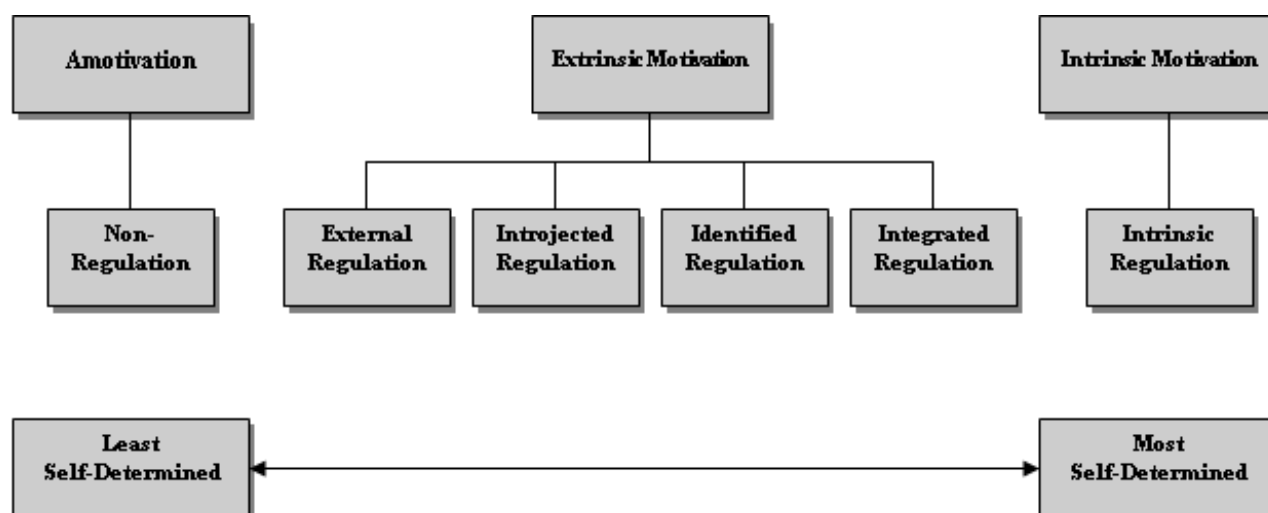 Amotivation
Extrinsic Motivation
Intrinsic Motivation
Non-
Regulation
External
Regulation
Introjected
Regulation
Identified
Regulation
Integrated
Regulation
Intrinsic
Regulation
Least
Self-Determined
Most
Self-Determined